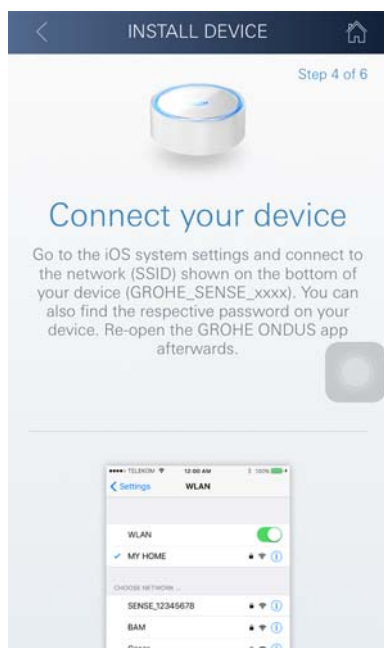 INSTALL DEVICE
Step 4 of 6
Connect your device
Go to the iOS system settings and connect to
the network (SSID) shown on the bottom of
your device (GROHE_SENSE_xxxx). You can
also find the respective password on your
device. Re-open the GROHE ONDUS app
afterwards.
TELEKOM 12:00 AM 100%
Settings WLAN
WLAN
MY HOME
CHOOSE NETWORK ...
SENSE_12345678
BAM